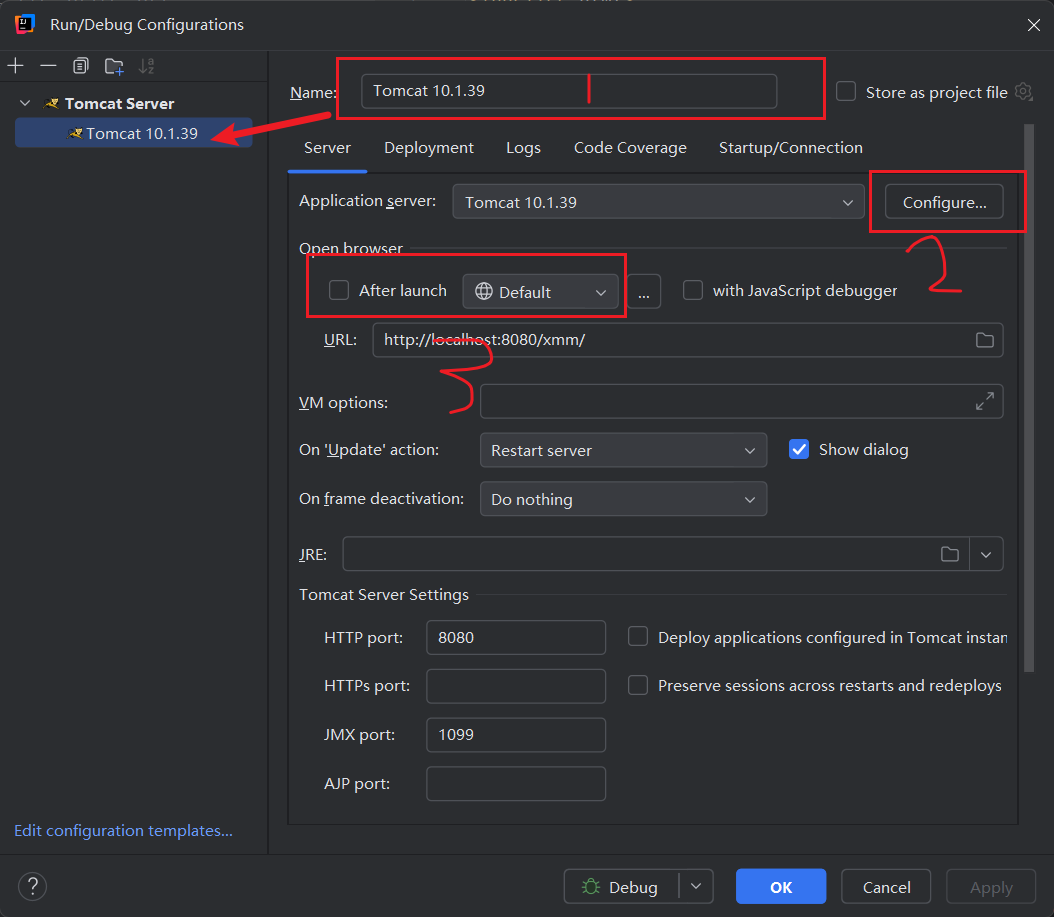 Run/Debug Configurations
Tomcat Server
Tomcat 10.1.39
Edit configuration templates...
Name: Tomcat 10.1.39 Store as project file
1
Server Deployment Logs Code Coverage Startup/Connection
Application server: Tomcat 10.1.39 Configure...
2
Open browser
After launch Default ... with JavaScript debugger
URL: http://localhost:8080/xmm/
3
VM options:
On 'Update' action: Restart server Show dialog
On frame deactivation: Do nothing
JRE:
Tomcat Server Settings
HTTP port: 8080 Deploy applications configured in Tomcat instan
HTTPs port: Preserve sessions across restarts and redeploys
JMX port: 1099
AJP port:
? Debug OK Cancel Apply